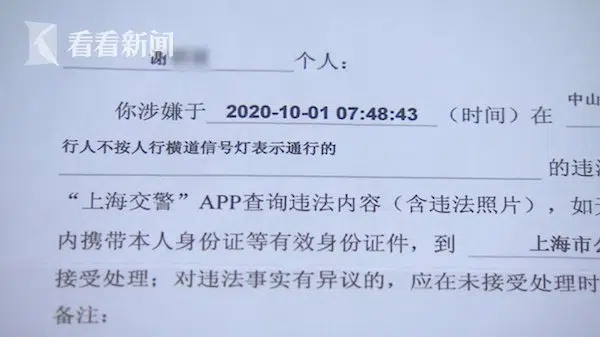 看看新闻
谢 个人：
你涉嫌于 2020-10-01 07:48:43 （时间）在 中山
行人不按人行横道信号灯表示通行的
的违
“上海交警”APP查询违法内容（含违法照片），如
内携带本人身份证等有效身份证件，到 上海市
接受处理；对违法事实有异议的，应在未接受处理时
备注：